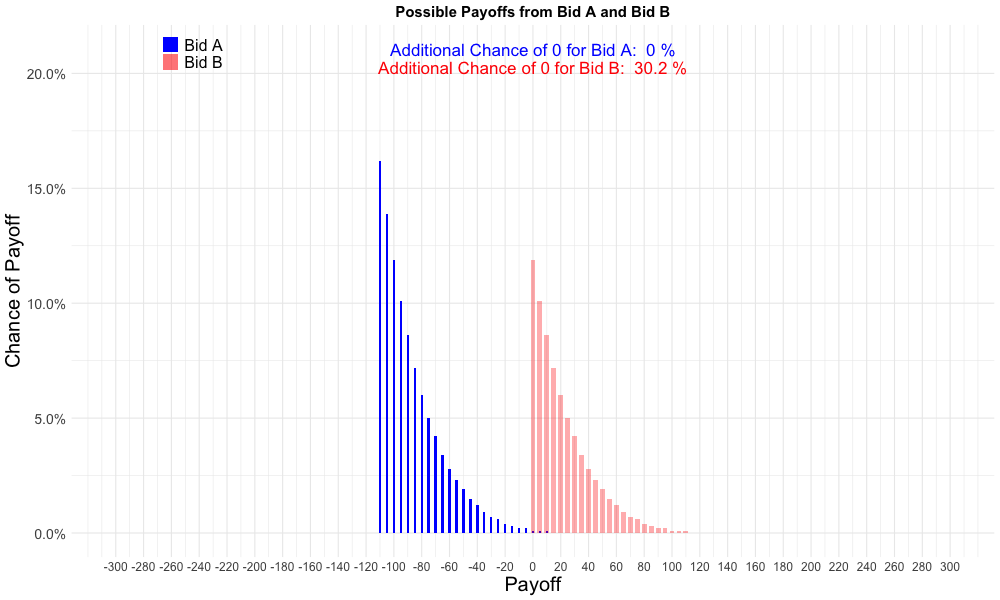 Possible Payoffs from Bid A and Bid B
Bid A
Bid B
Additional Chance of 0 for Bid A:  0 %
Additional Chance of 0 for Bid B:  30.2 %
Chance of Payoff
20.0%
15.0%
10.0%
5.0%
0.0%
-300 -280 -260 -240 -220 -200 -180 -160 -140 -120 -100 -80 -60 -40 -20 0 20 40 60 80 100 120 140 160 180 200 220 240 260 280 300
Payoff